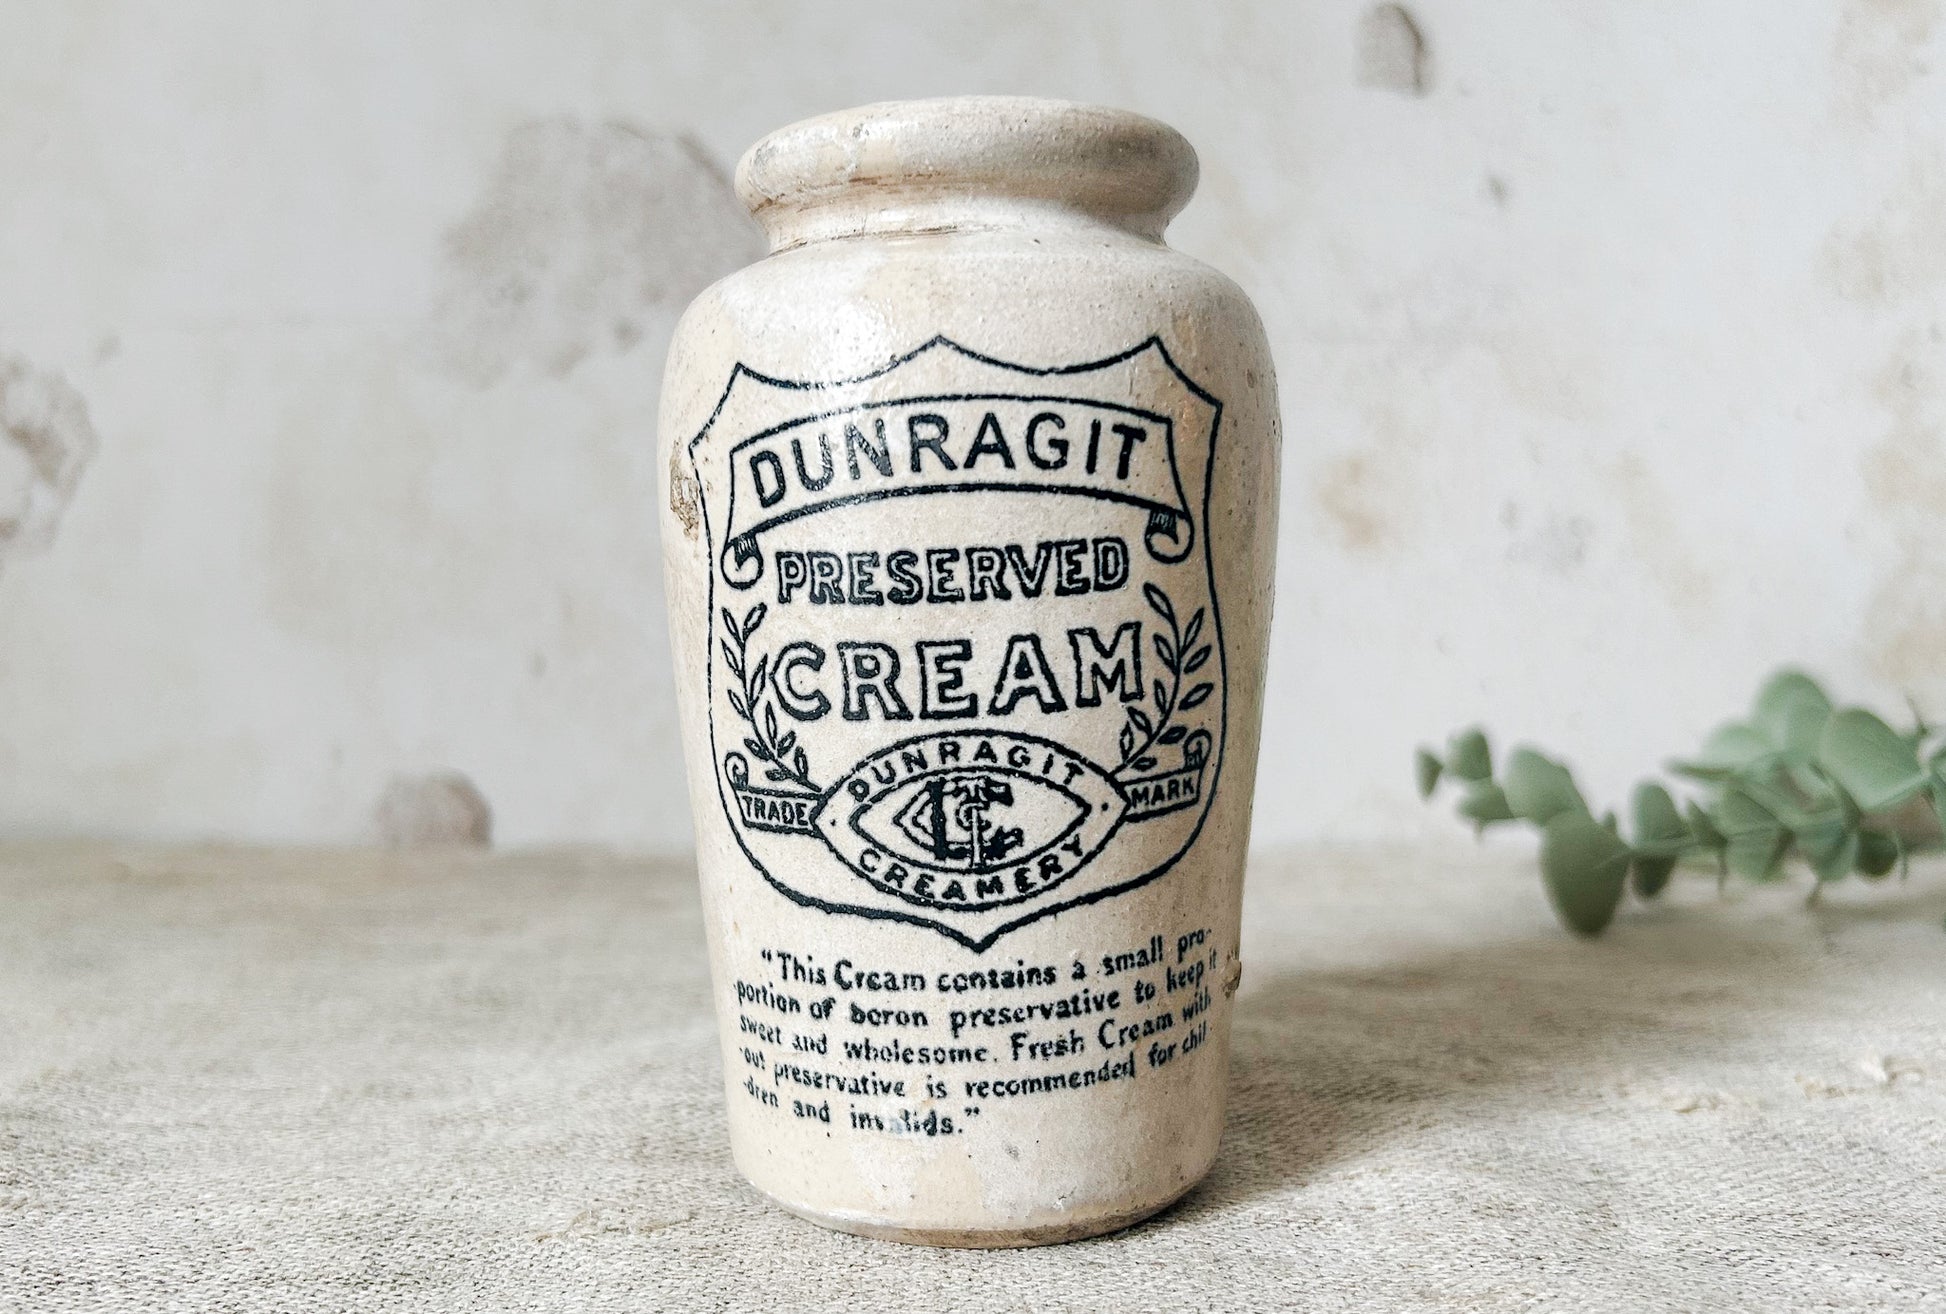 DUNRAGIT
PRESERVED
CREAM
DUNRAGIT
TRADE MARK
CREAMERY
"This Cream contains a small pro-
portion of boron preservative to keep it
sweet and wholesome. Fresh Cream with
-out preservative is recommended for chil-
-dren and invalids."